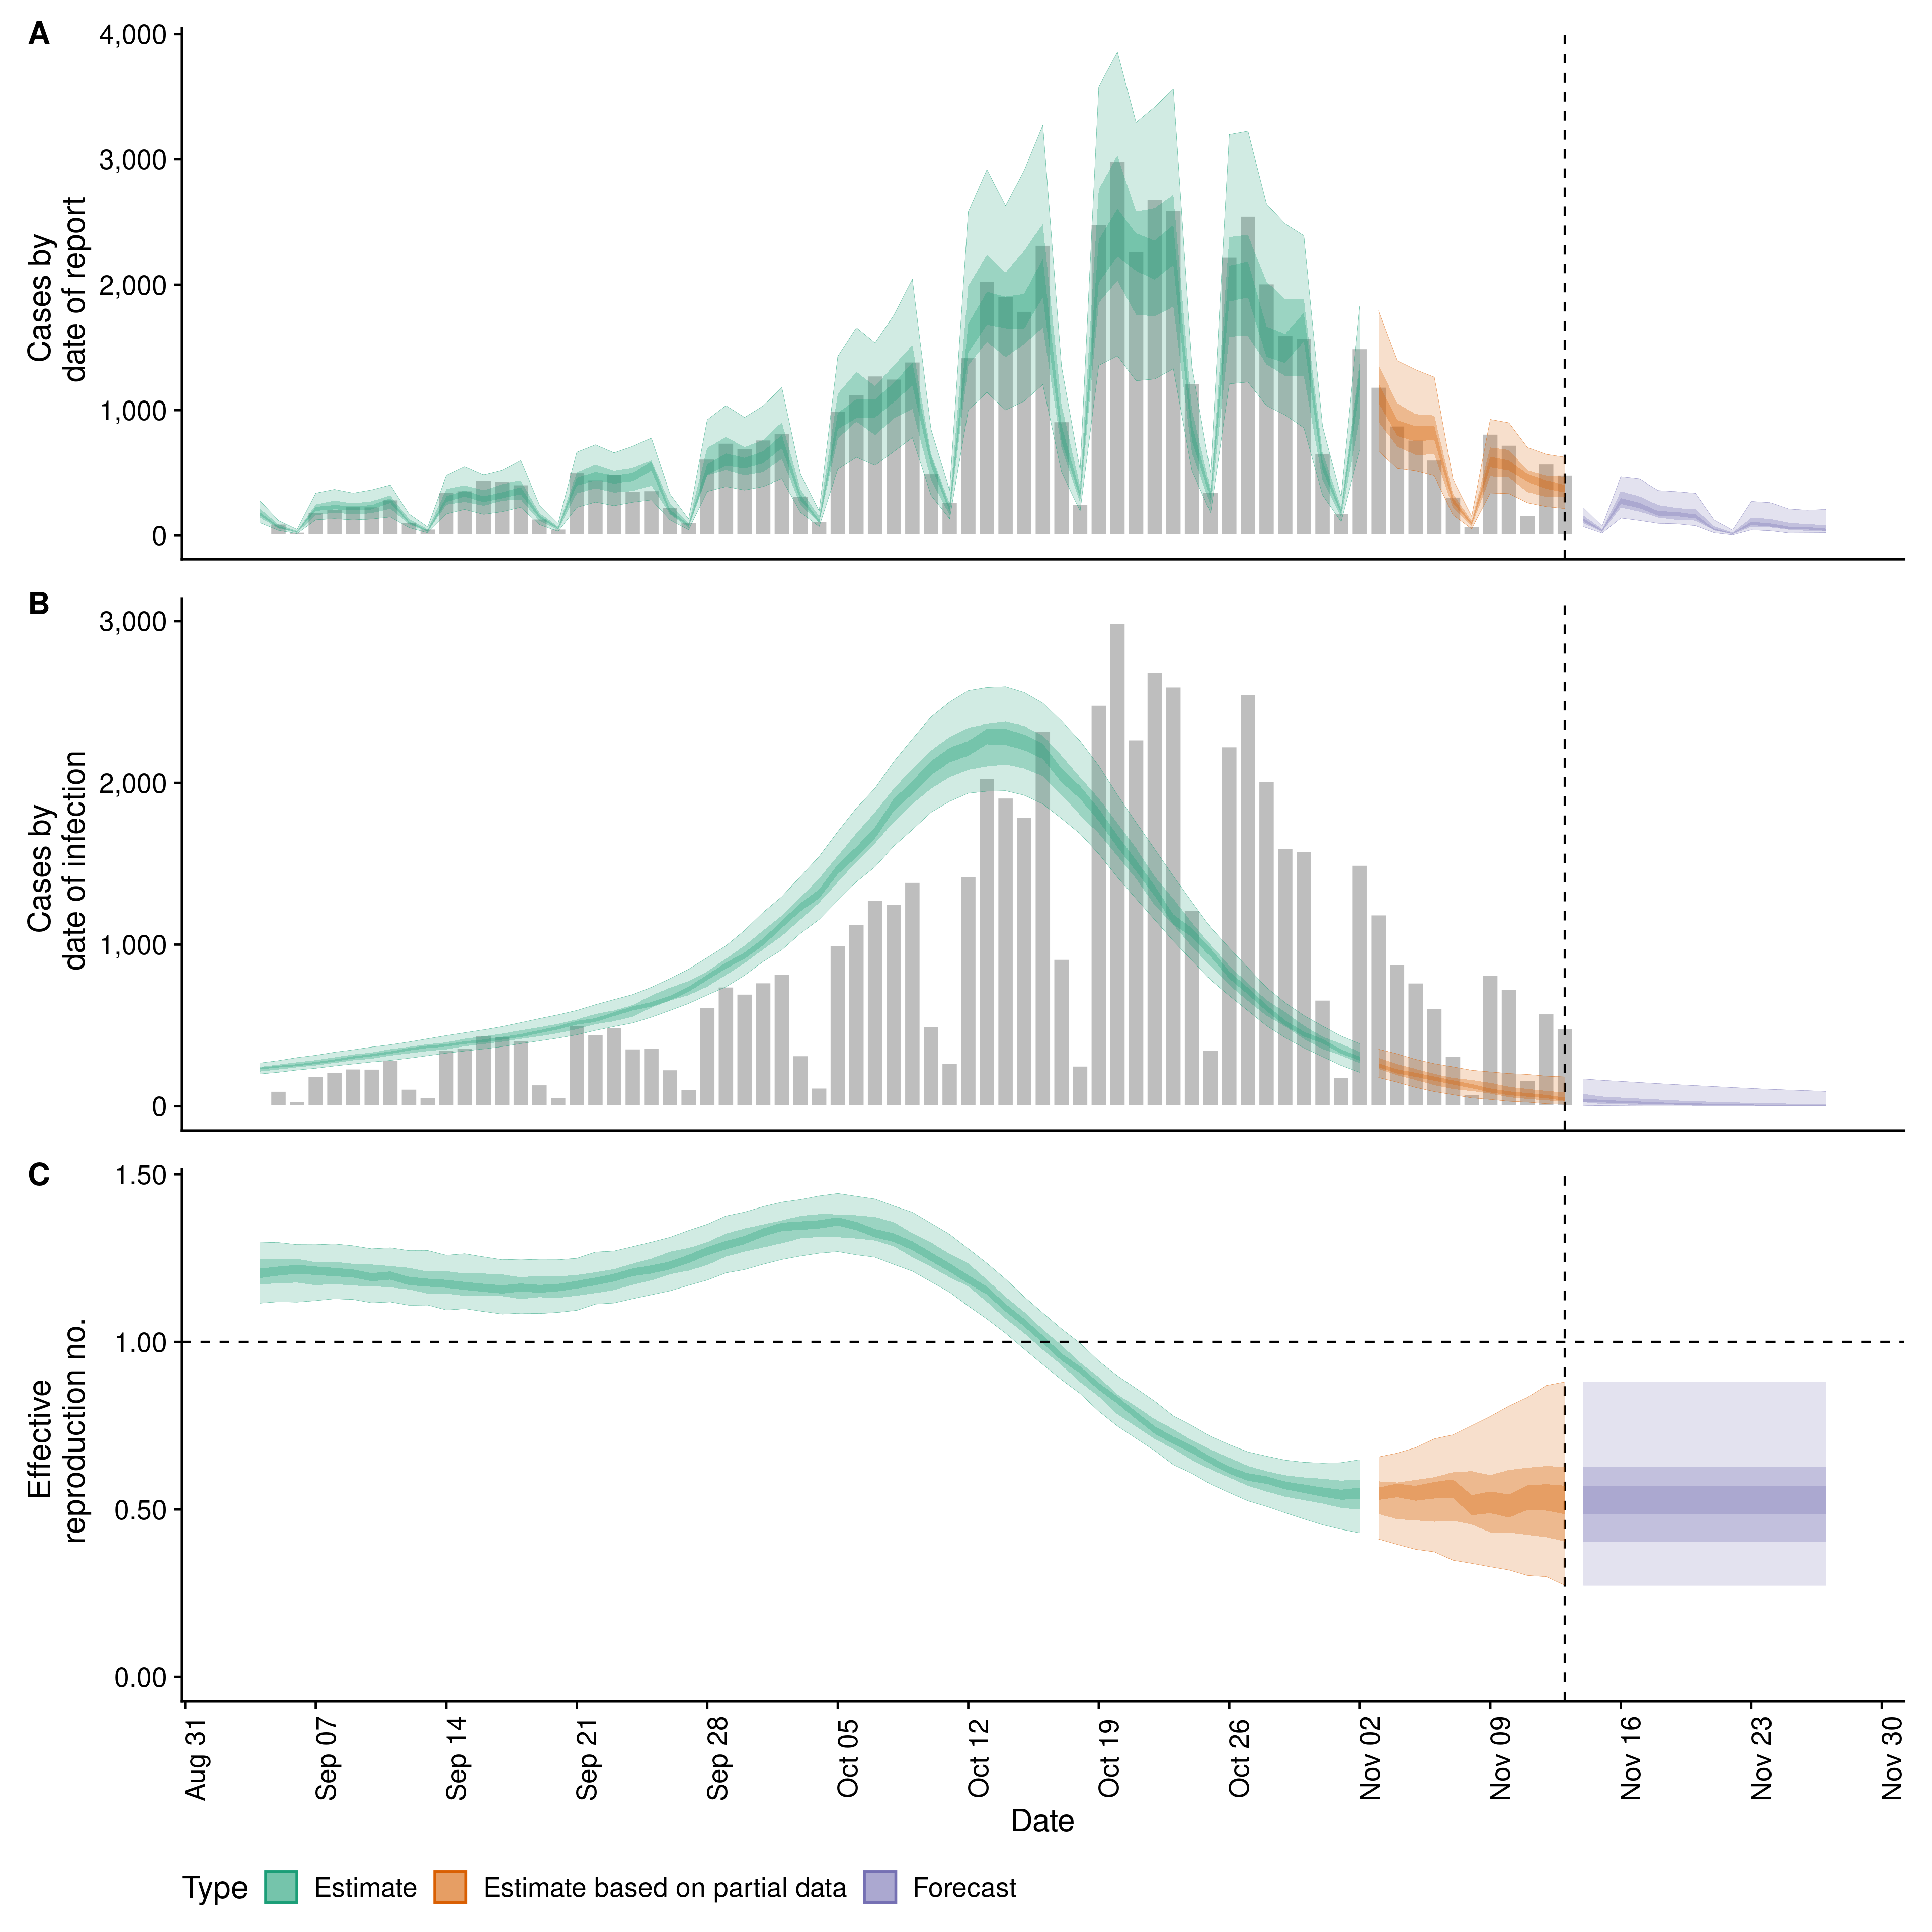 A
4,000
3,000
2,000
1,000
0
Cases by
date of report
B
3,000
2,000
1,000
0
Cases by
date of infection
C
1.50
1.00
0.50
0.00
Effective
reproduction no.
Aug 31
Sep 07
Sep 14
Sep 21
Sep 28
Oct 05
Oct 12
Oct 19
Oct 26
Nov 02
Nov 09
Nov 16
Nov 23
Nov 30
Date
Type Estimate Estimate based on partial data Forecast